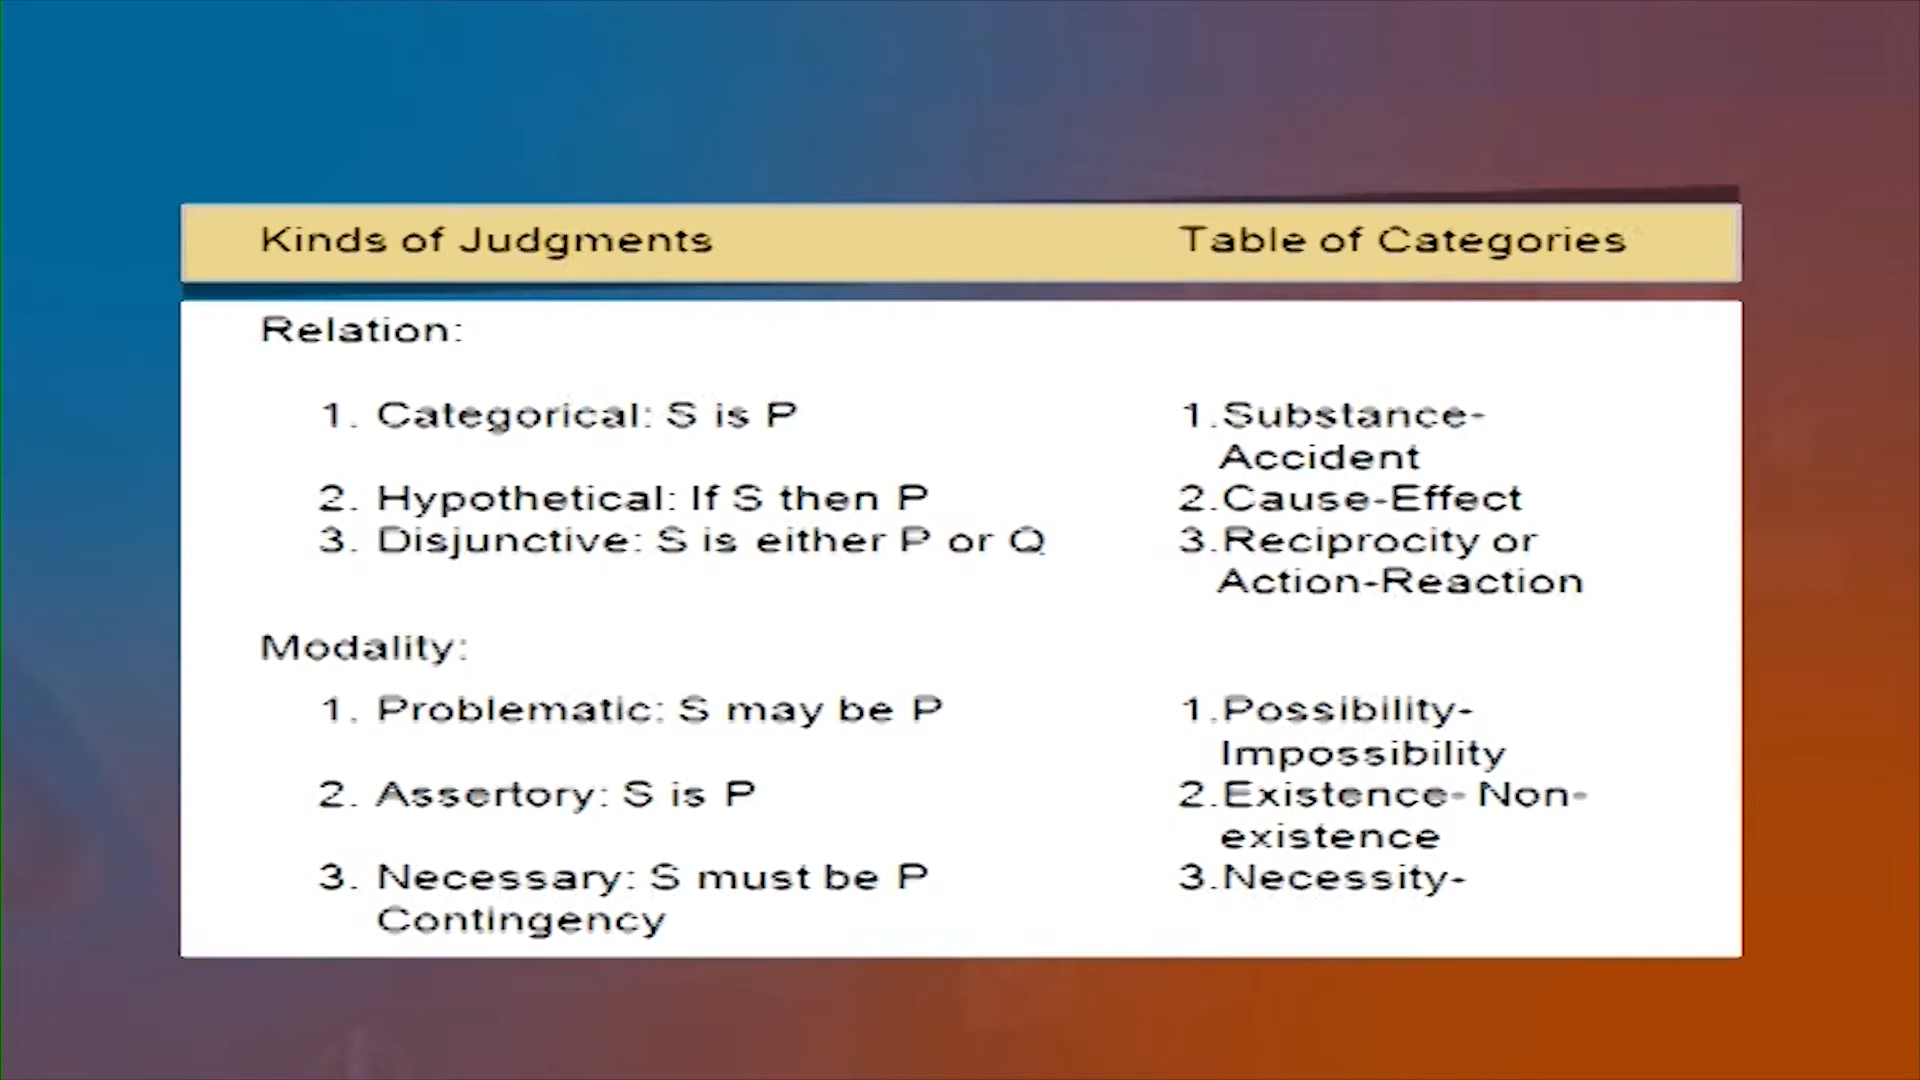 Kinds of Judgments Table of Categories
Relation:
1. Categorical: S is P 1.Substance-
Accident
2. Hypothetical: If S then P 2.Cause-Effect
3. Disjunctive: S is either P or Q 3.Reciprocity or
Action-Reaction
Modality:
1. Problematic: S may be P 1.Possibility-
Impossibility
2. Assertory: S is P 2.Existence- Non-
existence
3. Necessary: S must be P 3.Necessity-
Contingency